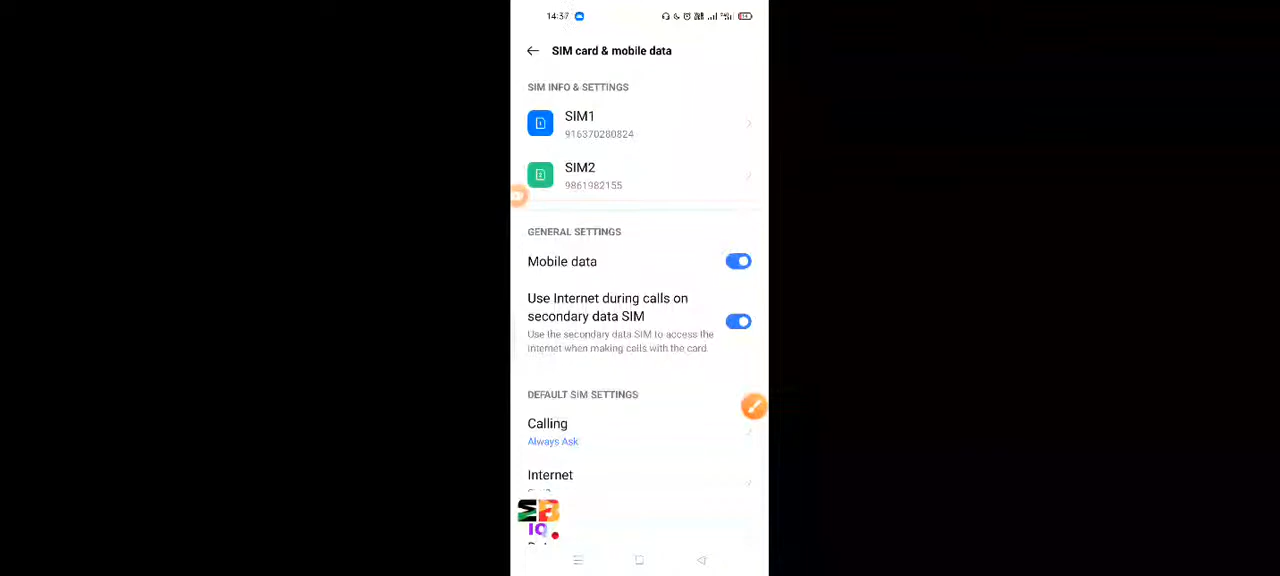 14:37
SIM card & mobile data
SIM INFO & SETTINGS
SIM1
916370280824
SIM2
9861982155
GENERAL SETTINGS
Mobile data
Use Internet during calls on
secondary data SIM
Use the secondary data SIM to access the
internet when making calls with the card.
DEFAULT SIM SETTINGS
Calling
Always Ask
Internet
MB
IQ